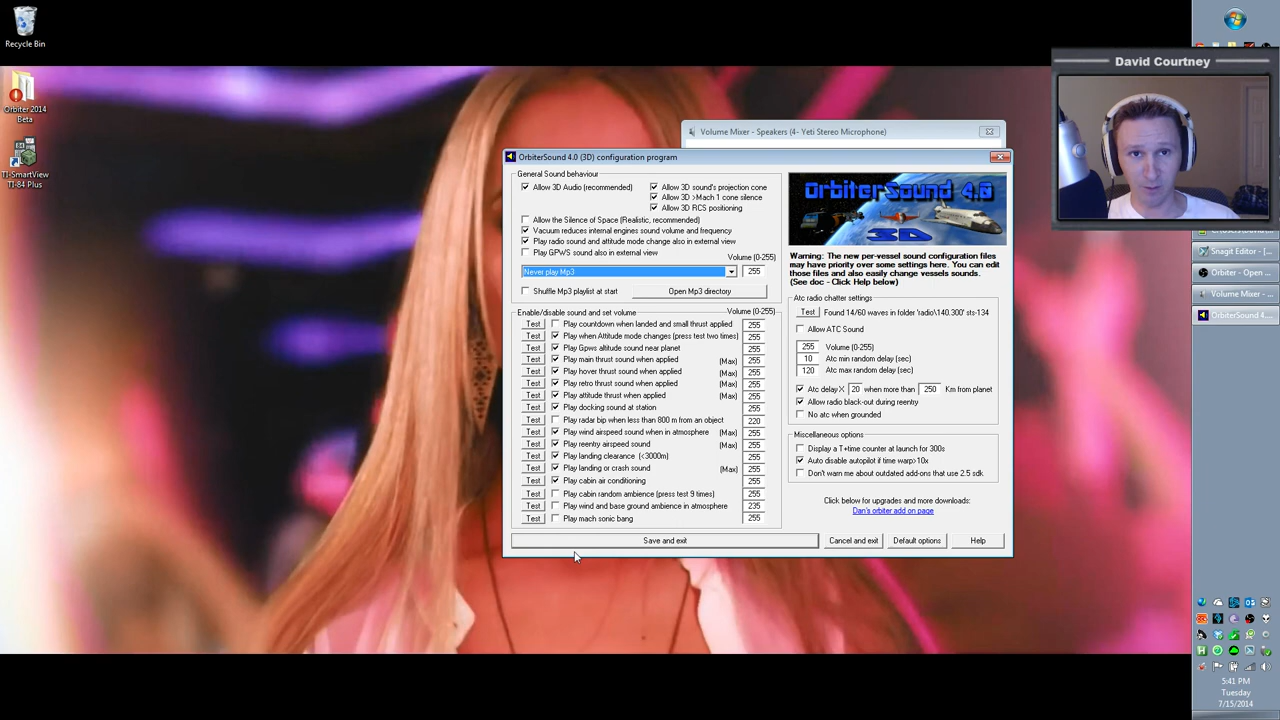 Recycle Bin
Orbiter 2014
Beta
TI-SmartView
TI-84 Plus
David Courtney
Volume Mixer - Speakers (4- Yeti Stereo Microphone)
OrbiterSound 4.0 (3D) configuration program
General Sound behaviour
Allow 3D Audio (recommended)
Allow 3D sound's projection cone
Allow 3D >Mach 1 cone silence
Allow 3D RCS positioning
Allow the Silence of Space (Realistic, recommended)
Vacuum reduces internal engines sound volume and frequency
Play radio sound and attitude mode change also in external view
Play GPWS sound also in external view
Volume (0-255)
Never play Mp3
255
Shuffle Mp3 playlist at start
Open Mp3 directory
Enable/disable sound and set volume
Volume (0-255)
Test Play countdown when landed and small thrust applied 255
Test Play when Attitude mode changes (press test two times) 255
Test Play Gpws altitude sound near planet 255
Test Play main thrust sound when applied (Max) 255
Test Play hover thrust sound when applied (Max) 255
Test Play retro thrust sound when applied (Max) 255
Test Play attitude thrust when applied (Max) 255
Test Play docking sound at station 255
Test Play radar bip when less than 800 m from an object 220
Test Play wind airspeed sound when in atmosphere (Max) 255
Test Play reentry airspeed sound (Max) 255
Test Play landing clearance (<3000m) 255
Test Play landing or crash sound (Max) 255
Test Play cabin air conditioning 255
Test Play cabin random ambience (press test 9 times) 255
Test Play wind and base ground ambience in atmosphere 235
Test Play mach sonic bang 255
Save and exit
OrbiterSound 4.0
3D
Warning: The new per-vessel sound configuration files
may have priority over some settings here. You can edit
those files and also easily change vessels sounds.
(See doc - Click Help below)
Atc radio chatter settings
Test Found 14/60 waves in folder 'radio\140.300' sts-134
Allow ATC Sound
255 Volume (0-255)
10 Atc min random delay (sec)
120 Atc max random delay (sec)
Atc delay X 20 when more than 250 Km from planet
Allow radio black-out during reentry
No atc when grounded
Miscellaneous options
Display a T+time counter at launch for 300s
Auto disable autopilot if time warp>10x
Don't warn me about outdated add-ons that use 2.5 sdk
Click below for upgrades and more downloads:
Dan's orbiter add on page
Cancel and exit
Default options
Help
Snagit Editor - [...
Orbiter - Open ...
Volume Mixer - ...
OrbiterSound 4....
5:41 PM
Tuesday
7/15/2014